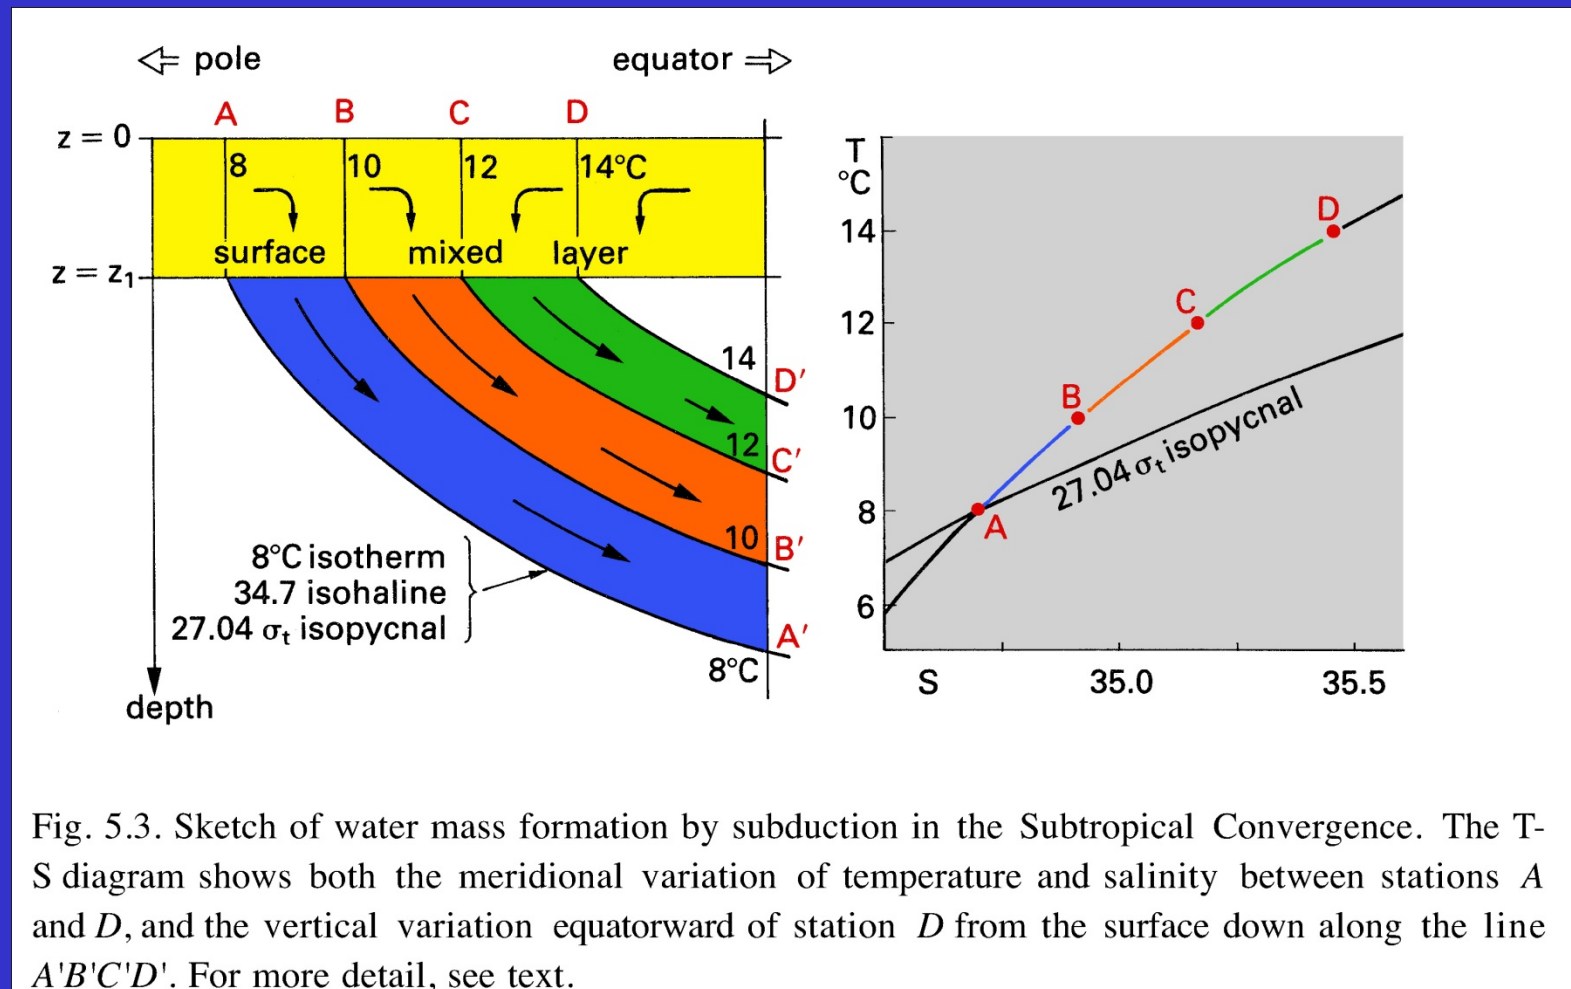 pole
equator
A B C D
z = 0
8 10 12 14°C
surface mixed layer
z = z1
14
D'
12
C'
10
B'
8°C isotherm
34.7 isohaline
27.04 σt isopycnal
A'
8°C
depth
T
°C
14
12
10
8
6
D
C
B
A
27.04 σt isopycnal
S 35.0 35.5
Fig. 5.3. Sketch of water mass formation by subduction in the Subtropical Convergence. The T-
S diagram shows both the meridional variation of temperature and salinity between stations A
and D, and the vertical variation equatorward of station D from the surface down along the line
A'B'C'D'. For more detail, see text.